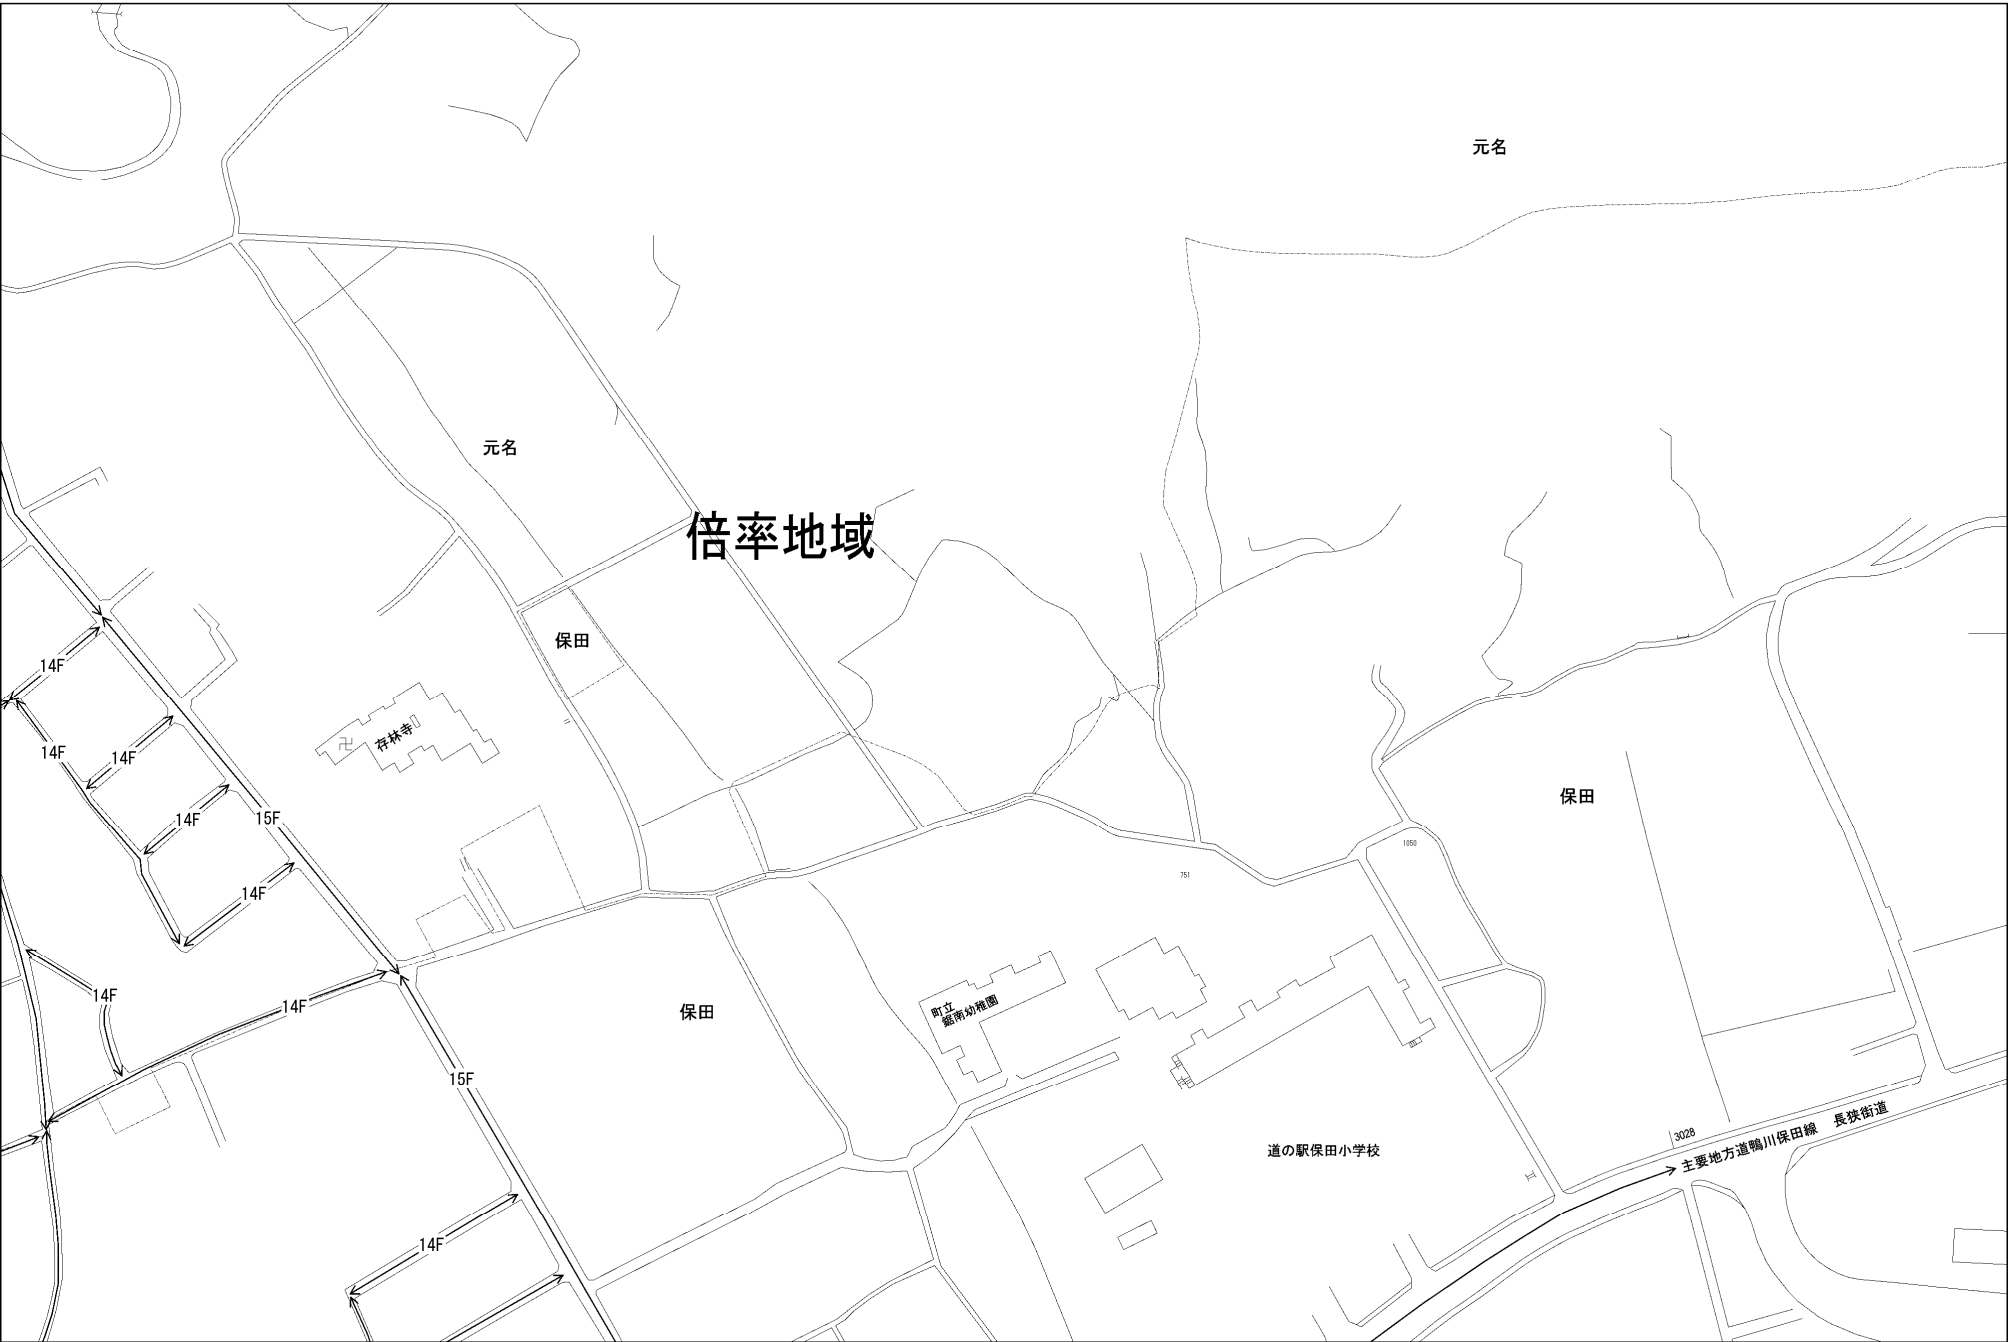 元名
元名
倍率地域
保田
14F
存林寺
14F
14F
保田
14F
15F
1050
751
14F
14F
14F
保田
町立
鋸南幼稚園
15F
3028
主要地方道鴨川保田線 長狭街道
道の駅保田小学校
14F